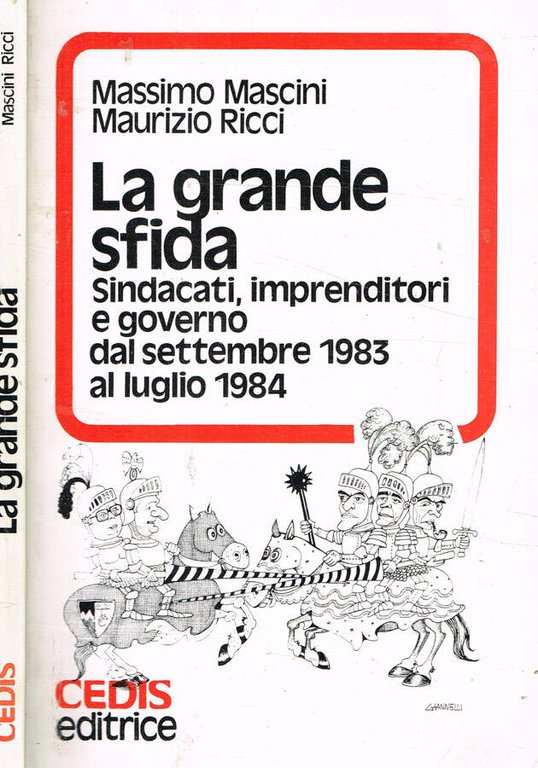 Mascini Ricci
La grande sfida
CEDIS
Massimo Mascini
Maurizio Ricci
La grande
sfida
Sindacati, imprenditori
e governo
dal settembre 1983
al luglio 1984
CEDIS
editrice
GIANNELLI